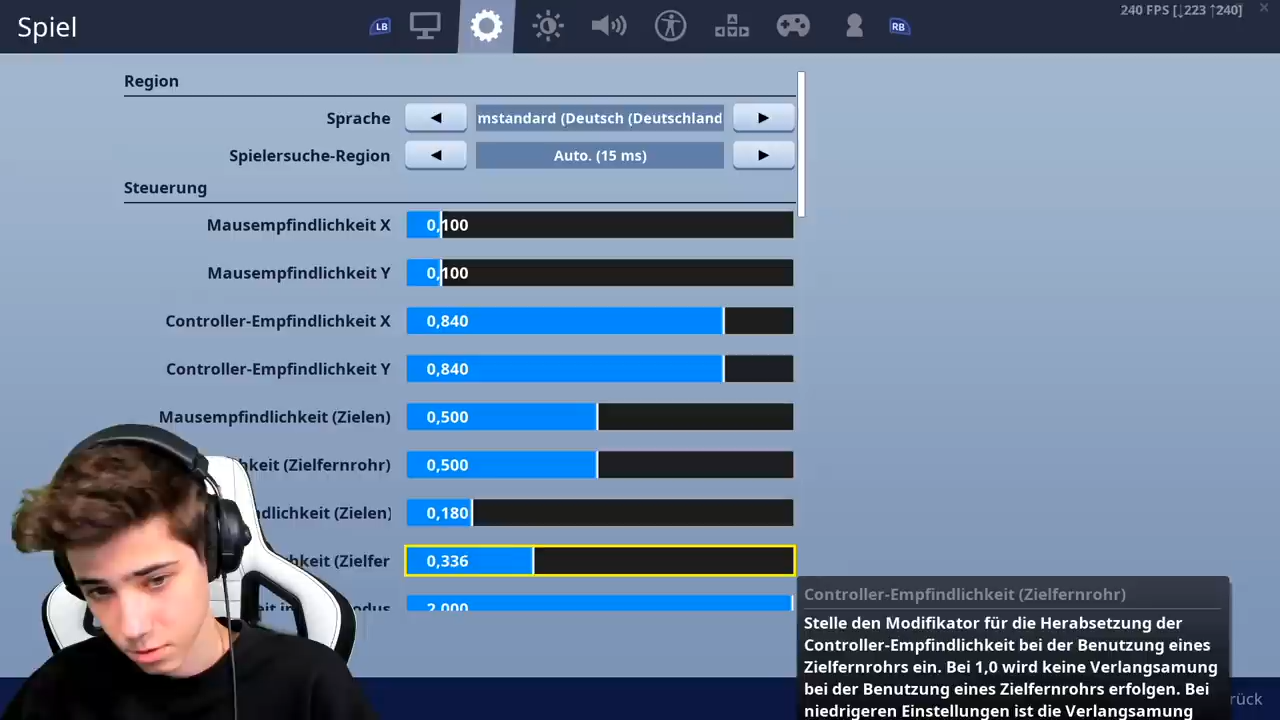 Spiel
LB
RB
240 FPS [↓223 ↑240]
Region
Sprache
mstandard (Deutsch (Deutschland
Spielersuche-Region
Auto. (15 ms)
Steuerung
Mausempfindlichkeit X
0,100
Mausempfindlichkeit Y
0,100
Controller-Empfindlichkeit X
0,840
Controller-Empfindlichkeit Y
0,840
Mausempfindlichkeit (Zielen)
0,500
hkeit (Zielfernrohr)
0,500
dlichkeit (Zielen)
0,180
hkeit (Zielfer
0,336
2,000
Controller-Empfindlichkeit (Zielfernrohr)
Stelle den Modifikator für die Herabsetzung der
Controller-Empfindlichkeit bei der Benutzung eines
Zielfernrohrs ein. Bei 1,0 wird keine Verlangsamung
bei der Benutzung eines Zielfernrohrs erfolgen. Bei
niedrigeren Einstellungen ist die Verlangsamung
rück